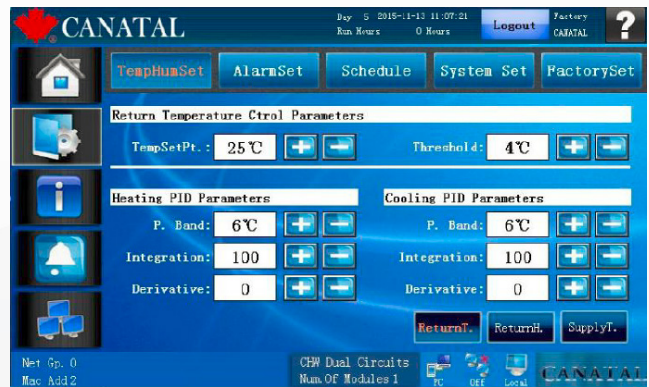 CANATAL
Day 5 2015-11-13 11:07:21
Run Hours 0 Hours
Logout
Factory
CANATAL
?
TempHumSet AlarmSet Schedule System Set FactorySet
Return Temperature Ctrol Parameters
TempSetPt.: 25℃ + - Threshold: 4℃ + -
Heating PID Parameters Cooling PID Parameters
P. Band: 6℃ + - P. Band: 6℃ + -
Integration: 100 + - Integration: 100 + -
Derivative: 0 + - Derivative: 0 + -
ReturnT. ReturnH. SupplyT.
Net Gp. 0
Mac Add 2
CHW Dual Circuits
Num. Of Modules 1
PC OFF Local
CANATAL